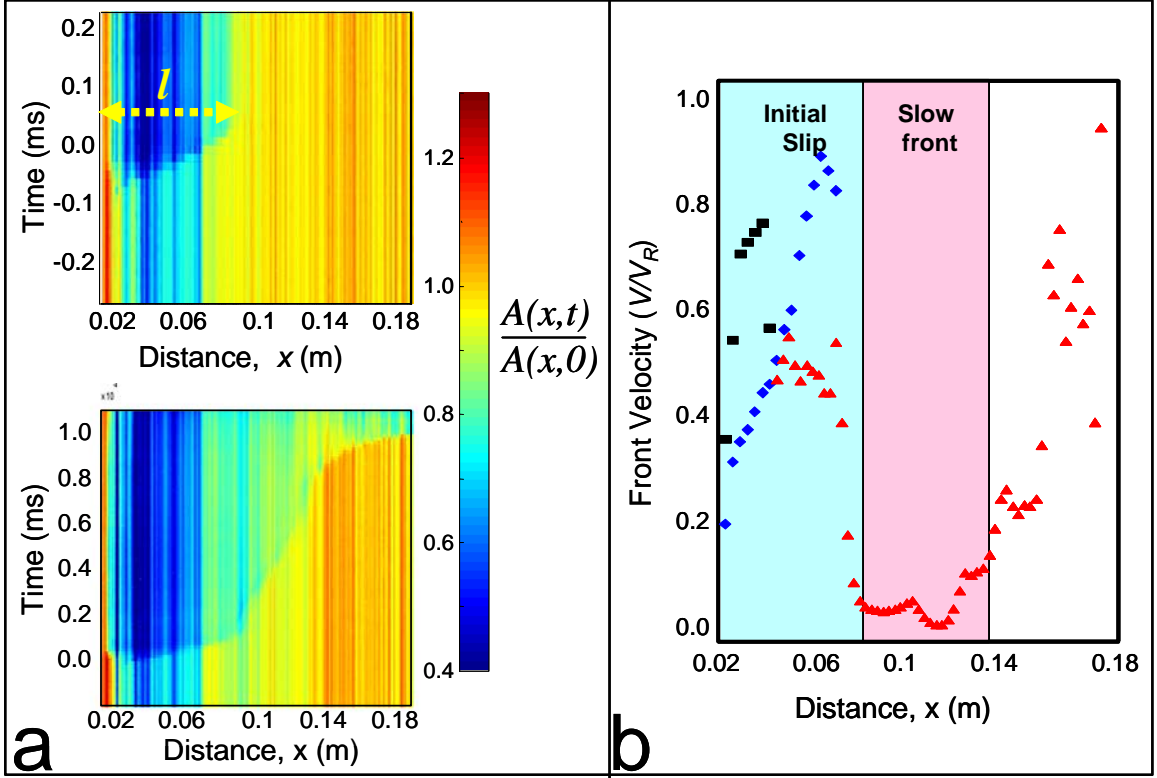 0.2
0.1
0.0
-0.1
-0.2
Time (ms)
l
0.02 0.06 0.1 0.14 0.18
Distance, x (m)
1.2
1.0
0.8
0.6
0.4
A(x,t)
A(x,0)
1.0
0.8
0.6
0.4
0.2
0.0
Time (ms)
0.02 0.06 0.1 0.14 0.18
Distance, x (m)
a
1.0
0.8
0.6
0.4
0.2
0.0
Front Velocity (V/VR)
Initial
Slip
Slow
front
0.02 0.06 0.1 0.14 0.18
Distance, x (m)
b